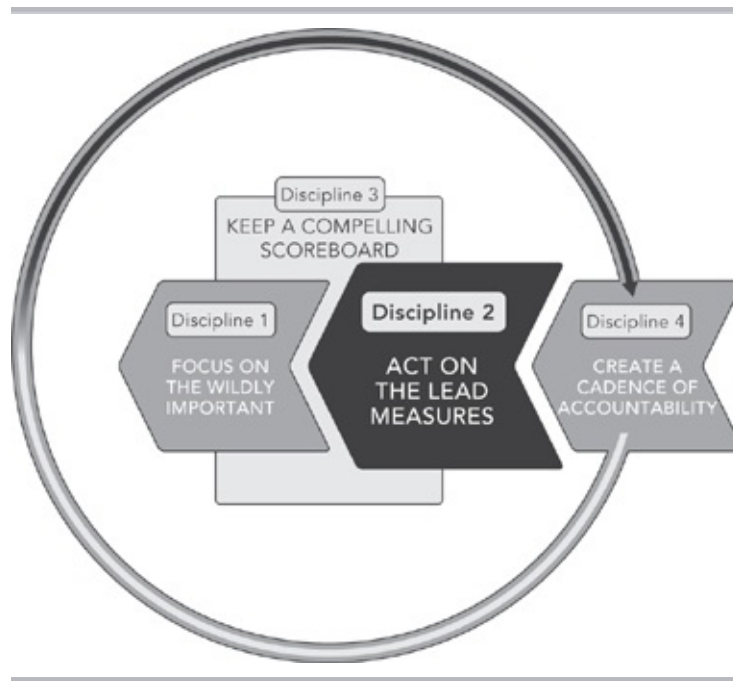 Discipline 3
KEEP A COMPELLING
SCOREBOARD
Discipline 1
FOCUS ON
THE WILDLY
IMPORTANT
Discipline 2
ACT ON
THE LEAD
MEASURES
Discipline 4
CREATE A
CADENCE OF
ACCOUNTABILITY